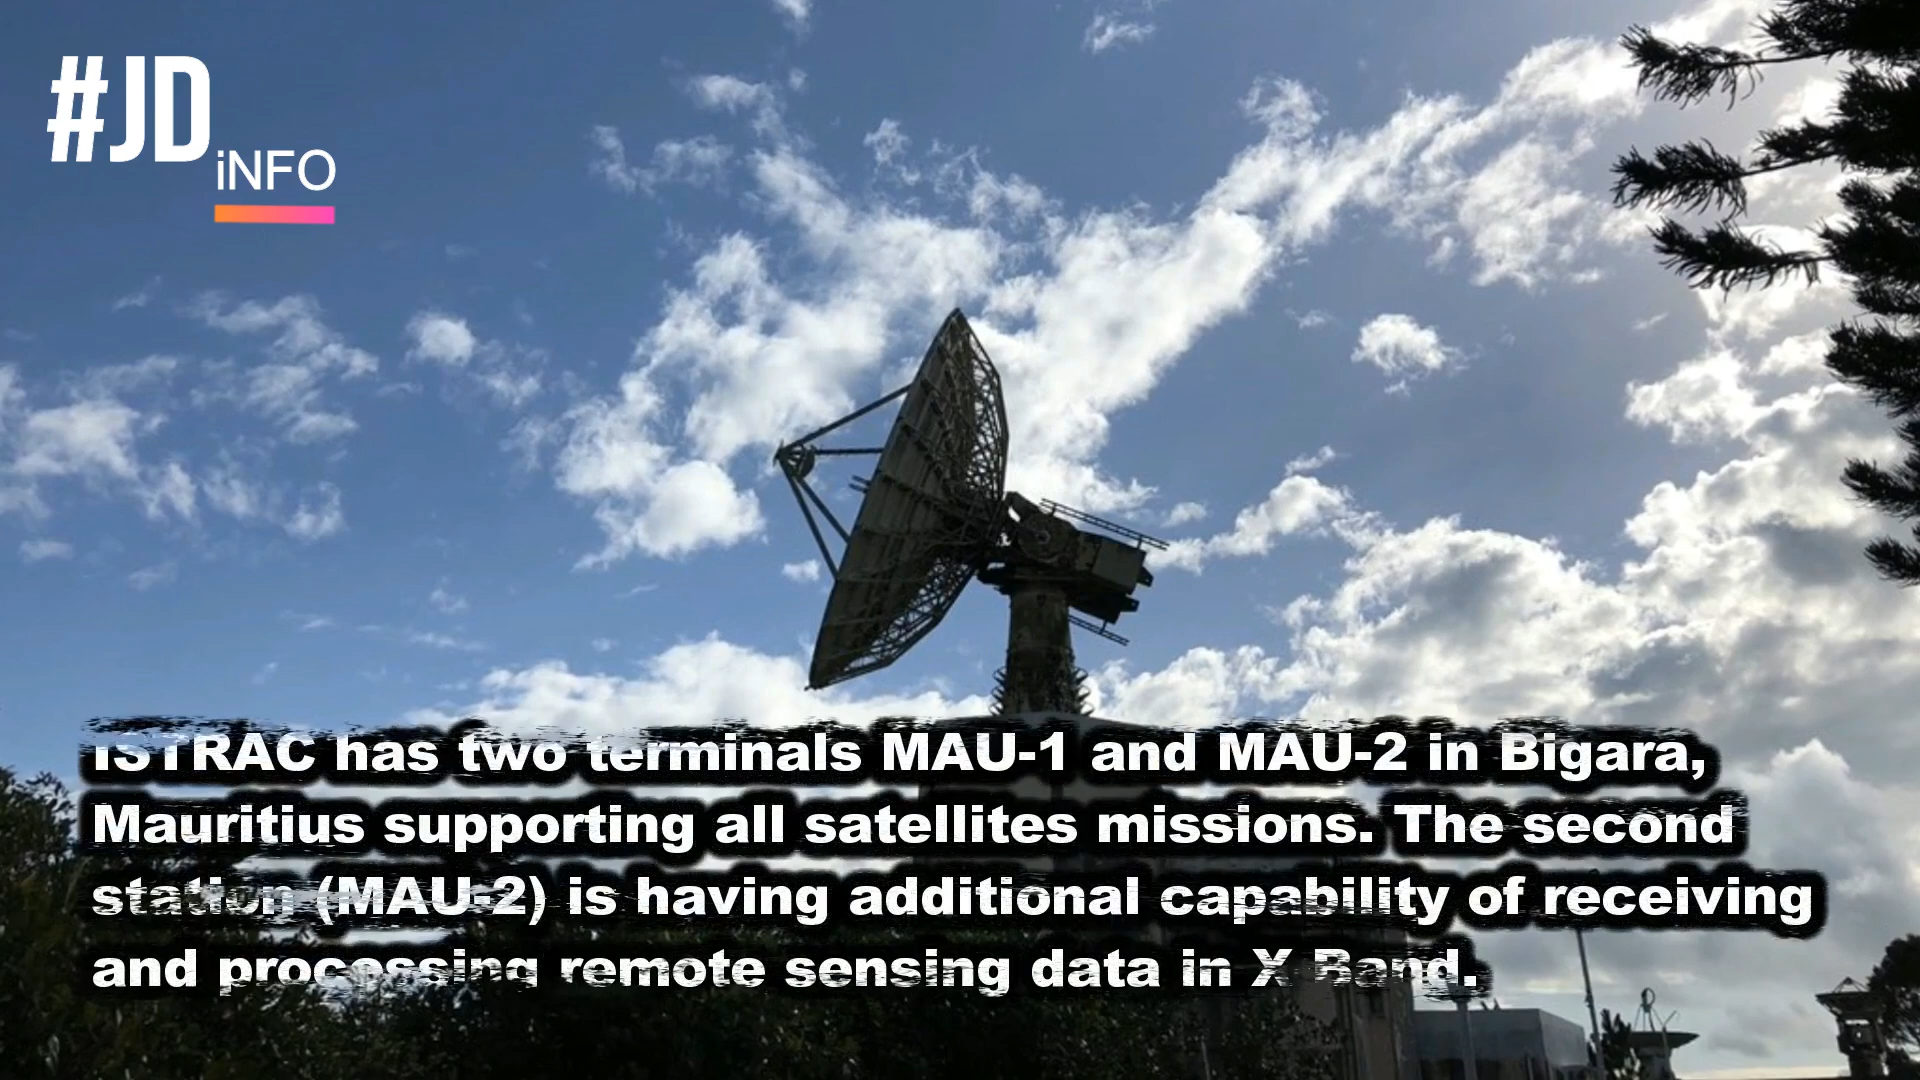 #JD
iNFO
ISTRAC has two terminals MAU-1 and MAU-2 in Bigara,
Mauritius supporting all satellites missions. The second
station (MAU-2) is having additional capability of receiving
and processing remote sensing data in X Band.